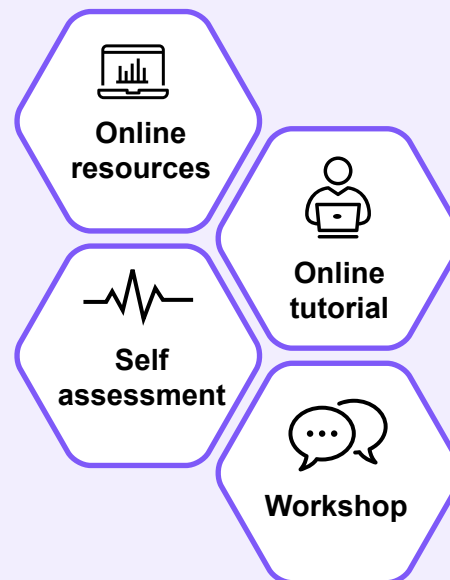 Online
resources
Online
tutorial
Self
assessment
Workshop